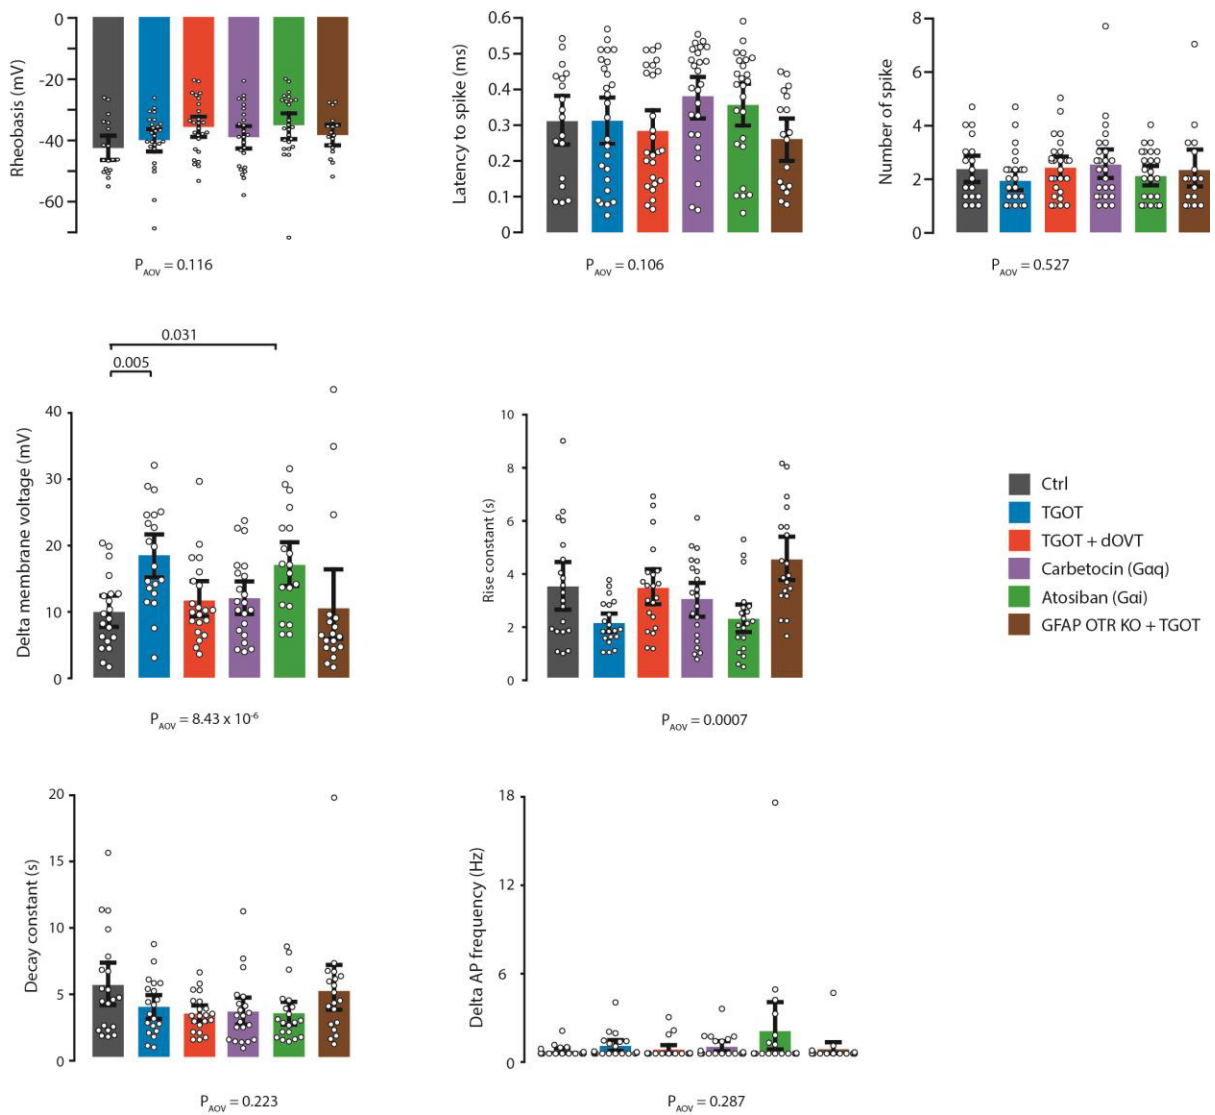 Rheobasis (mV)
0
-20
-40
-60
P_AOV = 0.116
Latency to spike (ms)
0.6
0.5
0.4
0.3
0.2
0.1
0
P_AOV = 0.106
Number of spike
8
6
4
2
0
P_AOV = 0.527
0.031
0.005
Delta membrane voltage (mV)
40
30
20
10
0
P_AOV = 8.43 x 10⁻⁶
Rise constant (s)
10
8
6
4
2
0
P_AOV = 0.0007
Ctrl
TGOT
TGOT + dOVT
Carbetocin (Gαq)
Atosiban (Gαi)
GFAP OTR KO + TGOT
Decay constant (s)
20
15
10
5
0
P_AOV = 0.223
Delta AP frequency (Hz)
18
12
6
0
P_AOV = 0.287